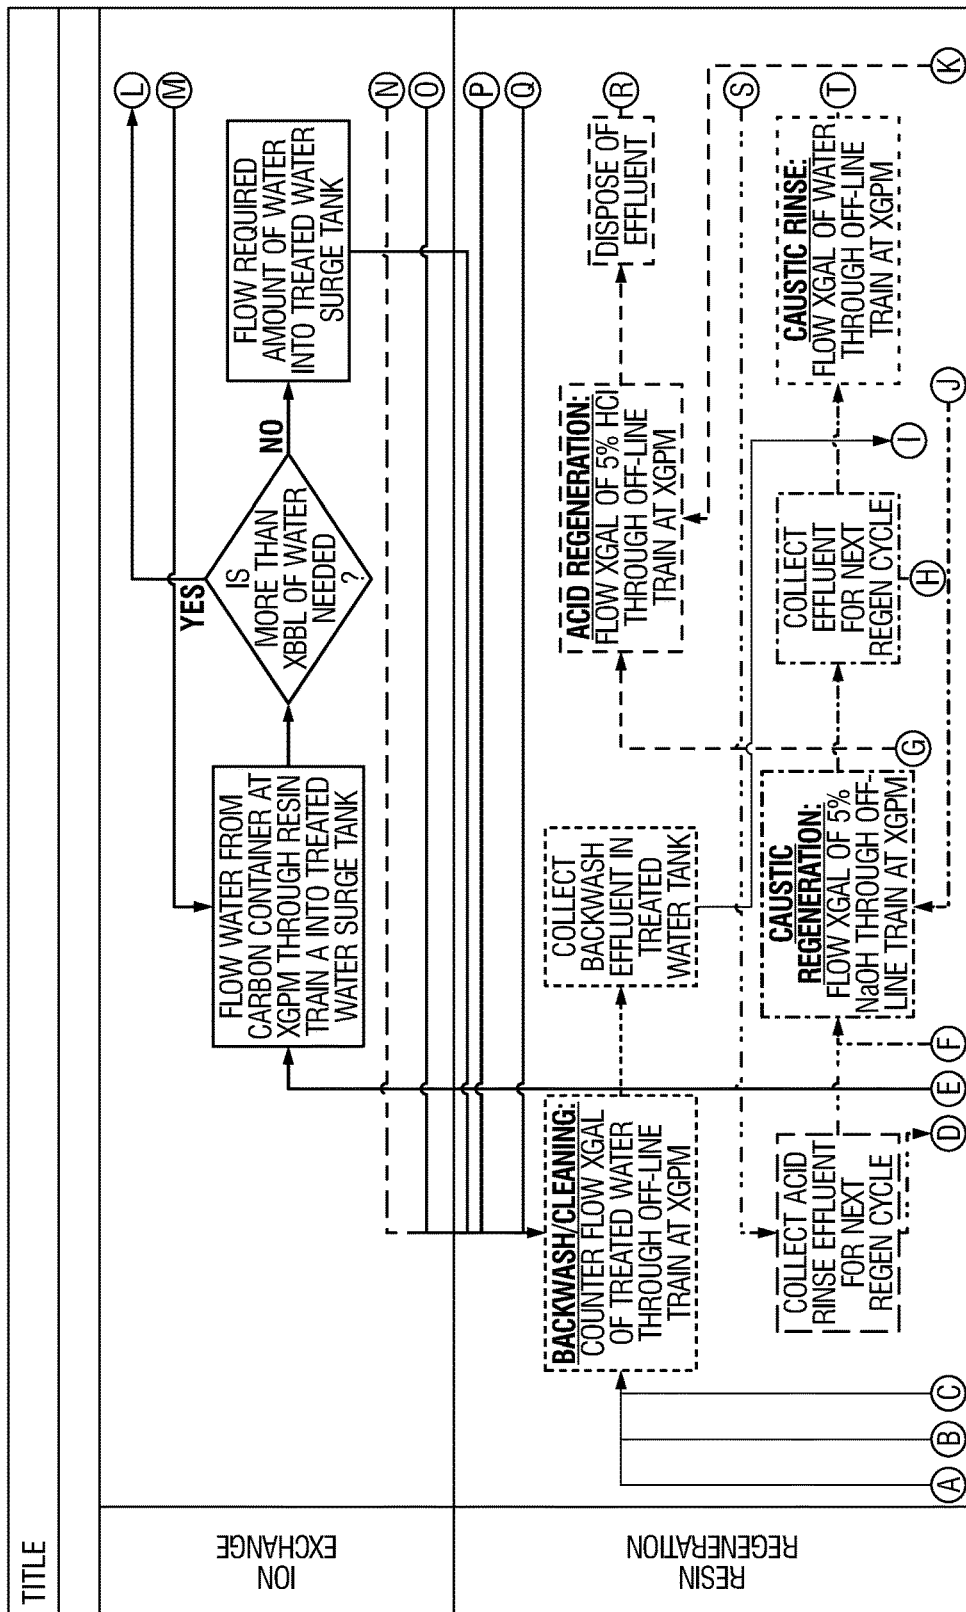 TITLE
ION
EXCHANGE
FLOW WATER FROM
CARBON CONTAINER AT
XGPM THROUGH RESIN
TRAIN A INTO TREATED
WATER SURGE TANK
YES
IS
MORE THAN
XBBL OF WATER
NEEDED
?
NO
FLOW REQUIRED
AMOUNT OF WATER
INTO TREATED WATER
SURGE TANK
L
M
N
O
RESIN
REGENERATION
P
Q
BACKWASH/CLEANING:
COUNTER FLOW XGAL
OF TREATED WATER
THROUGH OFF-LINE
TRAIN AT XGPM
COLLECT
BACKWASH
EFFLUENT IN
TREATED
WATER TANK
ACID REGENERATION:
FLOW XGAL OF 5% HCl
THROUGH OFF-LINE
TRAIN AT XGPM
DISPOSE OF
EFFLUENT
R
S
COLLECT ACID
RINSE EFFLUENT
FOR NEXT
REGEN CYCLE
CAUSTIC
REGENERATION:
FLOW XGAL OF 5%
NaOH THROUGH OFF-
LINE TRAIN AT XGPM
COLLECT
EFFLUENT
FOR NEXT
REGEN CYCLE
CAUSTIC RINSE:
FLOW XGAL OF WATER
THROUGH OFF-LINE
TRAIN AT XGPM
T
A
B
C
D
E
F
G
H
I
J
K